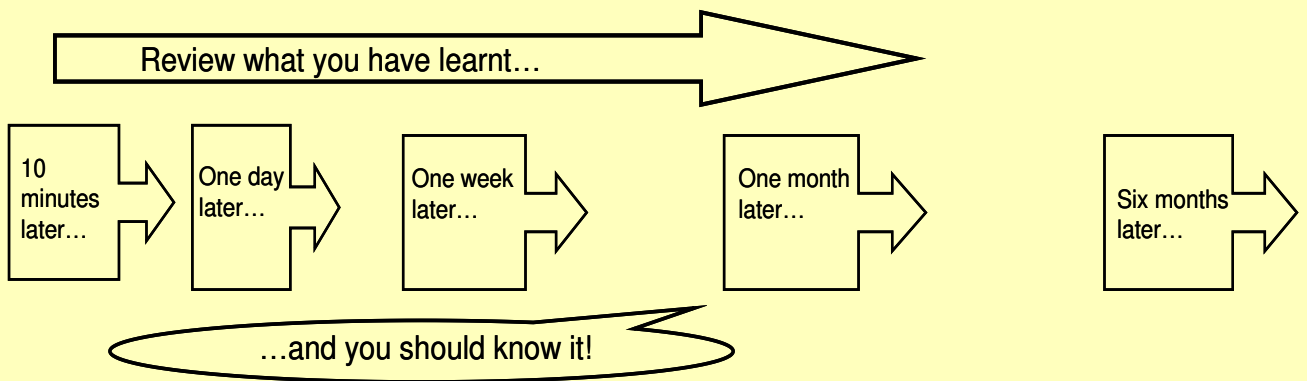 Review what you have learnt…
10
minutes
later…
One day
later…
One week
later…
One month
later…
Six months
later…
…and you should know it!